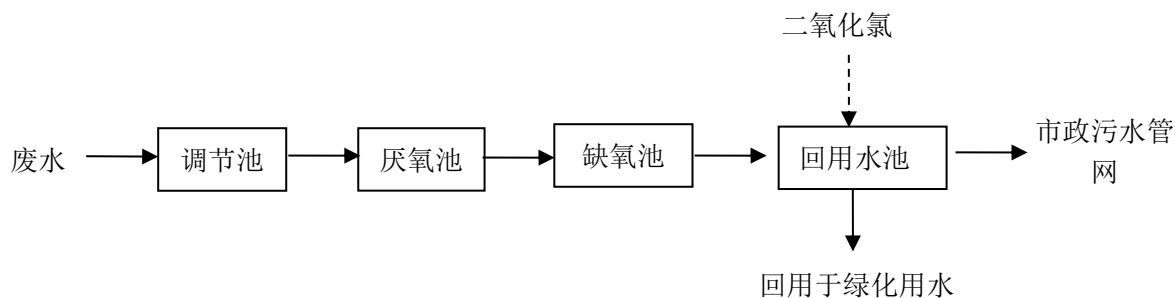 二氧化氯
废水
调节池
厌氧池
缺氧池
回用水池
市政污水管
网
回用于绿化用水